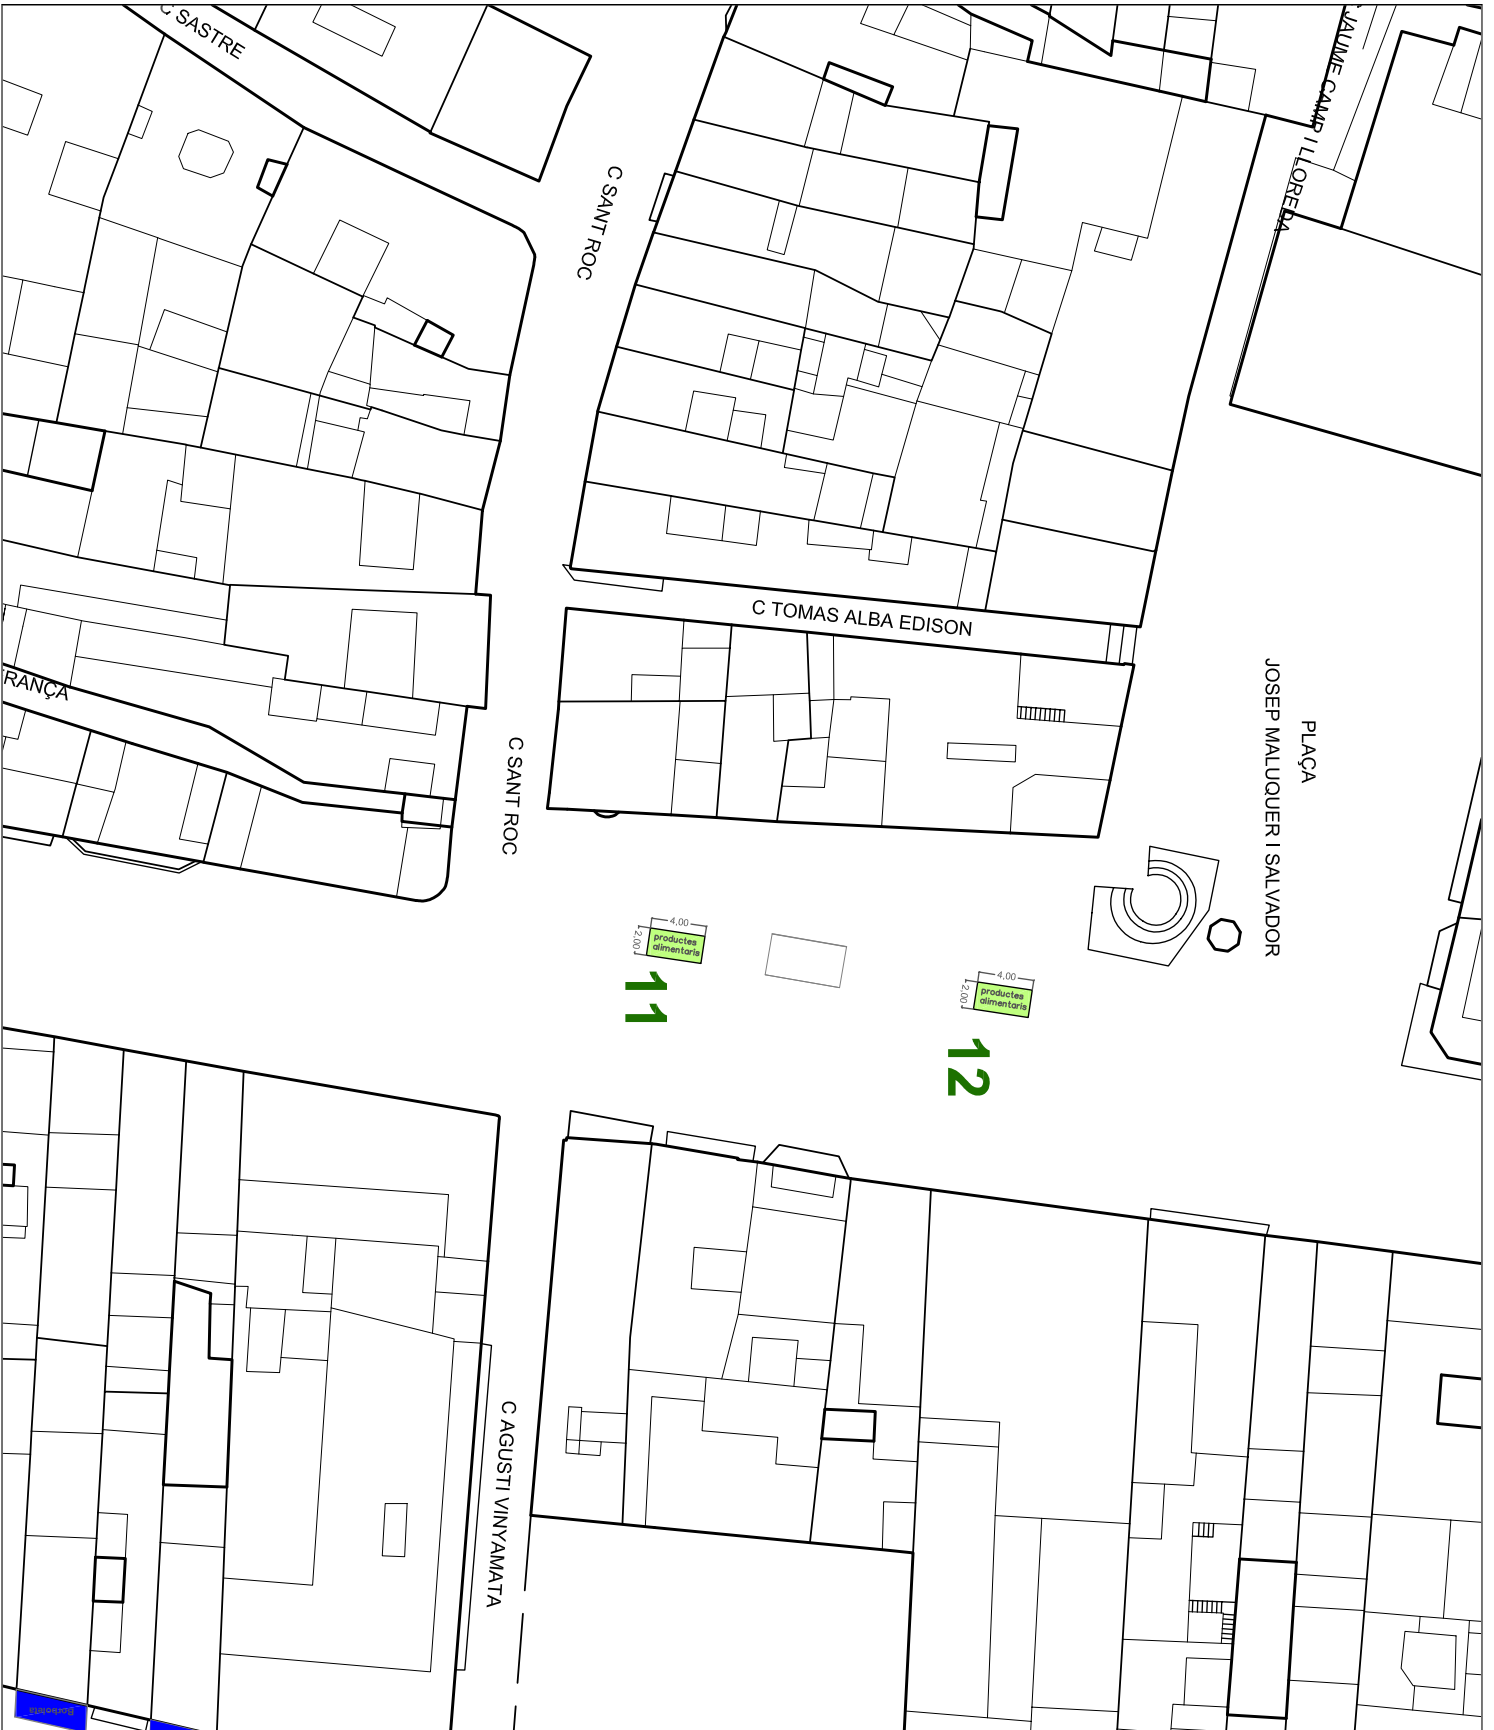 C SASTRE
C JAUME CAMP I LLOREDA
C SANT ROC
C TOMAS ALBA EDISON
RANÇA
C SANT ROC
PLAÇA
JOSEP MALUQUER I SALVADOR
4,00
2,00
productes
alimentaris
11
4,00
2,00
productes
alimentaris
12
C AGUSTI VINYAMATA